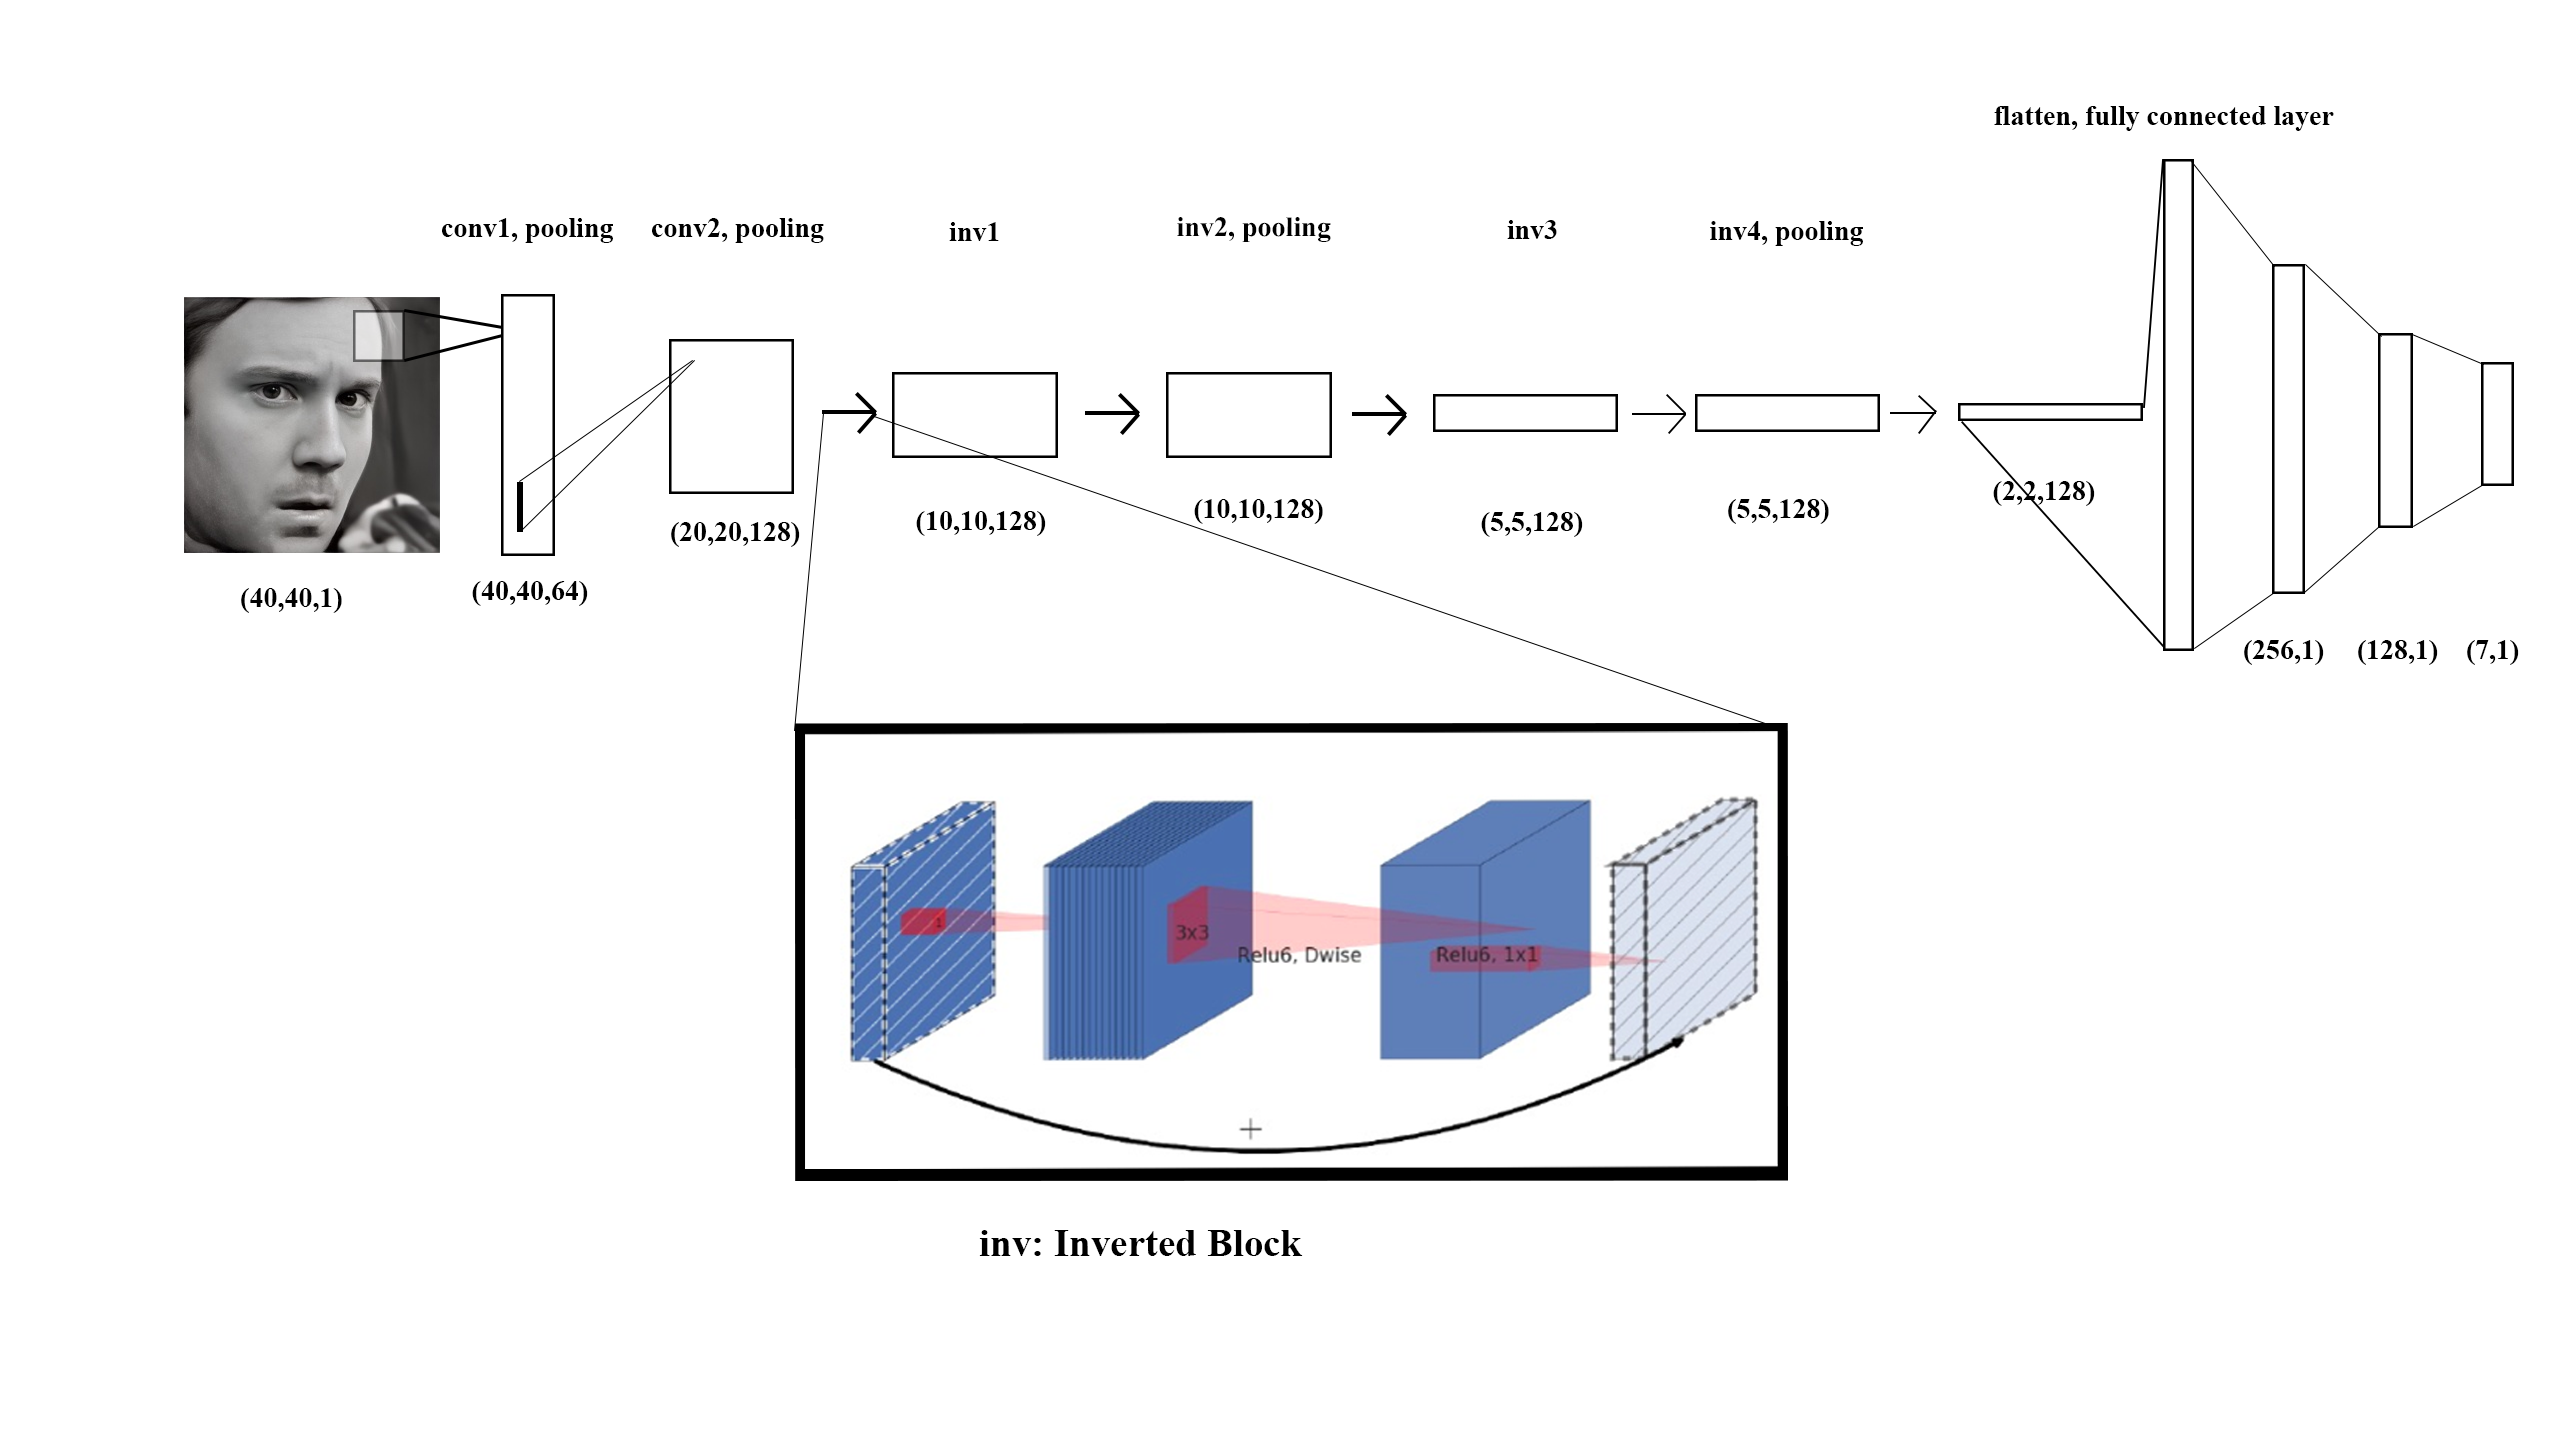 flatten, fully connected layer
conv1, pooling
conv2, pooling
inv1
inv2, pooling
inv3
inv4, pooling
(40,40,1)
(40,40,64)
(20,20,128)
(10,10,128)
(10,10,128)
(5,5,128)
(5,5,128)
(2,2,128)
(256,1)
(128,1)
(7,1)
1
3x3
Relu6, Dwise
Relu6, 1x1
+
inv: Inverted Block